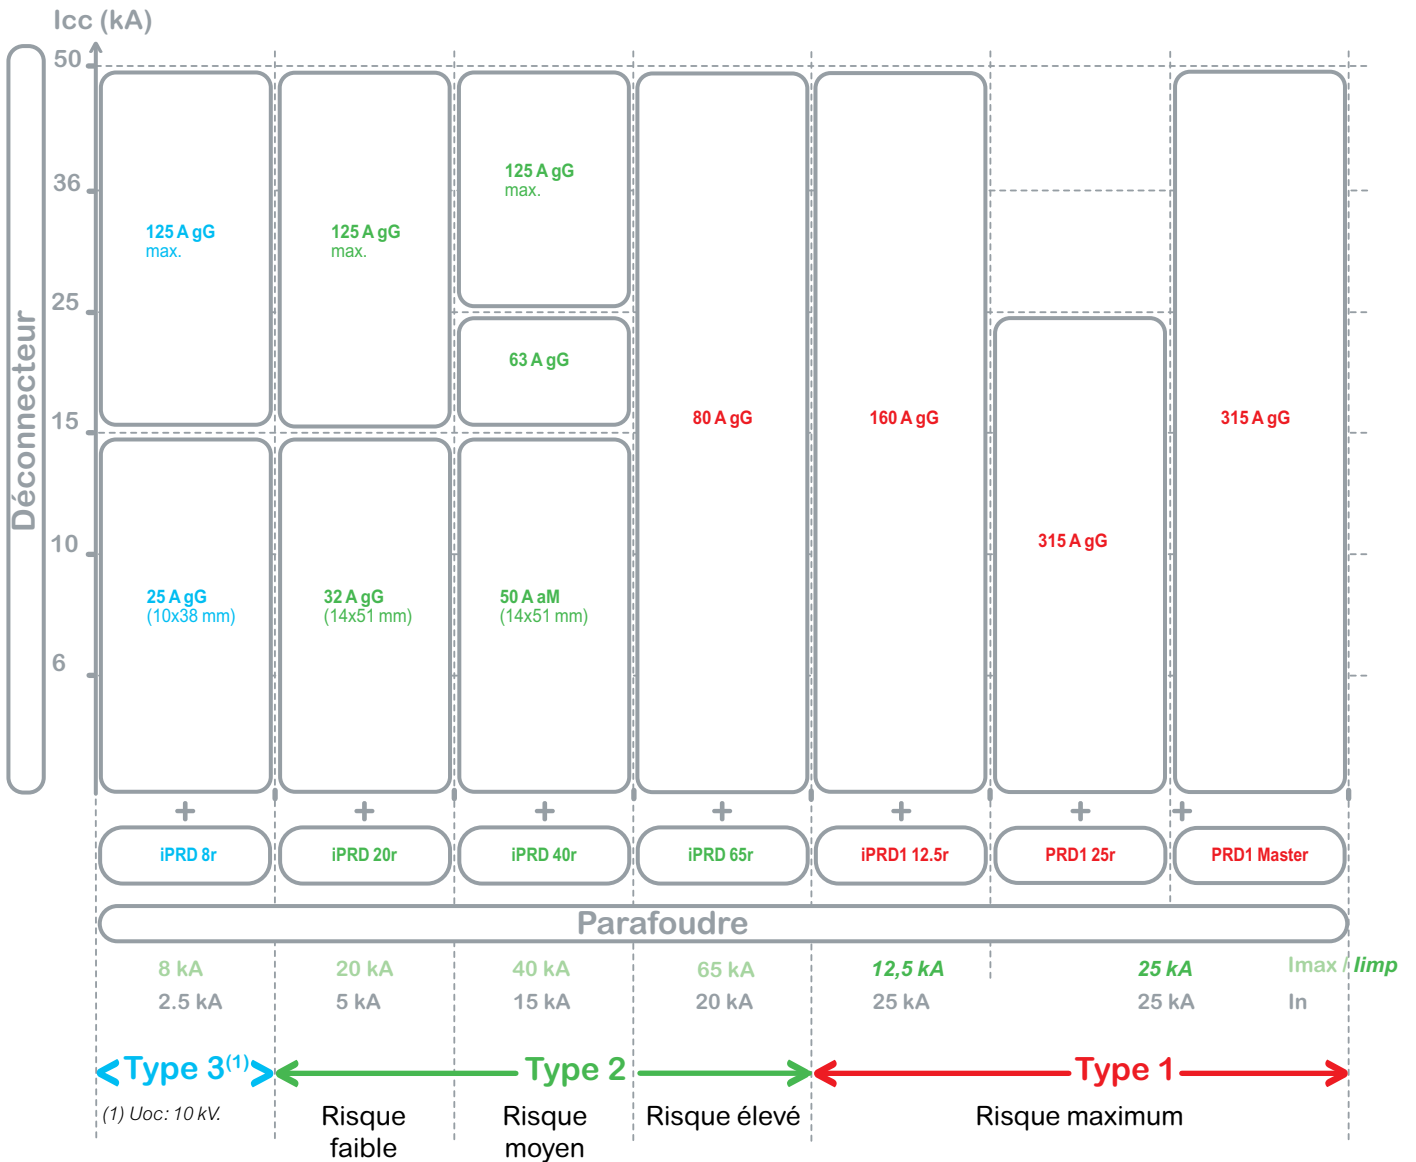 Icc (kA)
50
36
25
15
10
6
Déconnecteur
125 A gG
max.
125 A gG
max.
125 A gG
max.
63 A gG
80 A gG
160 A gG
315 A gG
315 A gG
25 A gG
(10x38 mm)
32 A gG
(14x51 mm)
50 A aM
(14x51 mm)
+ + + + + + +
iPRD 8r
iPRD 20r
iPRD 40r
iPRD 65r
iPRD1 12.5r
PRD1 25r
PRD1 Master
Parafoudre
8 kA 20 kA 40 kA 65 kA 12,5 kA 25 kA Imax / Iimp
2.5 kA 5 kA 15 kA 20 kA 25 kA 25 kA In
Type 3(1) Type 2 Type 1
(1) Uoc: 10 kV.
Risque
faible
Risque
moyen
Risque élevé
Risque maximum